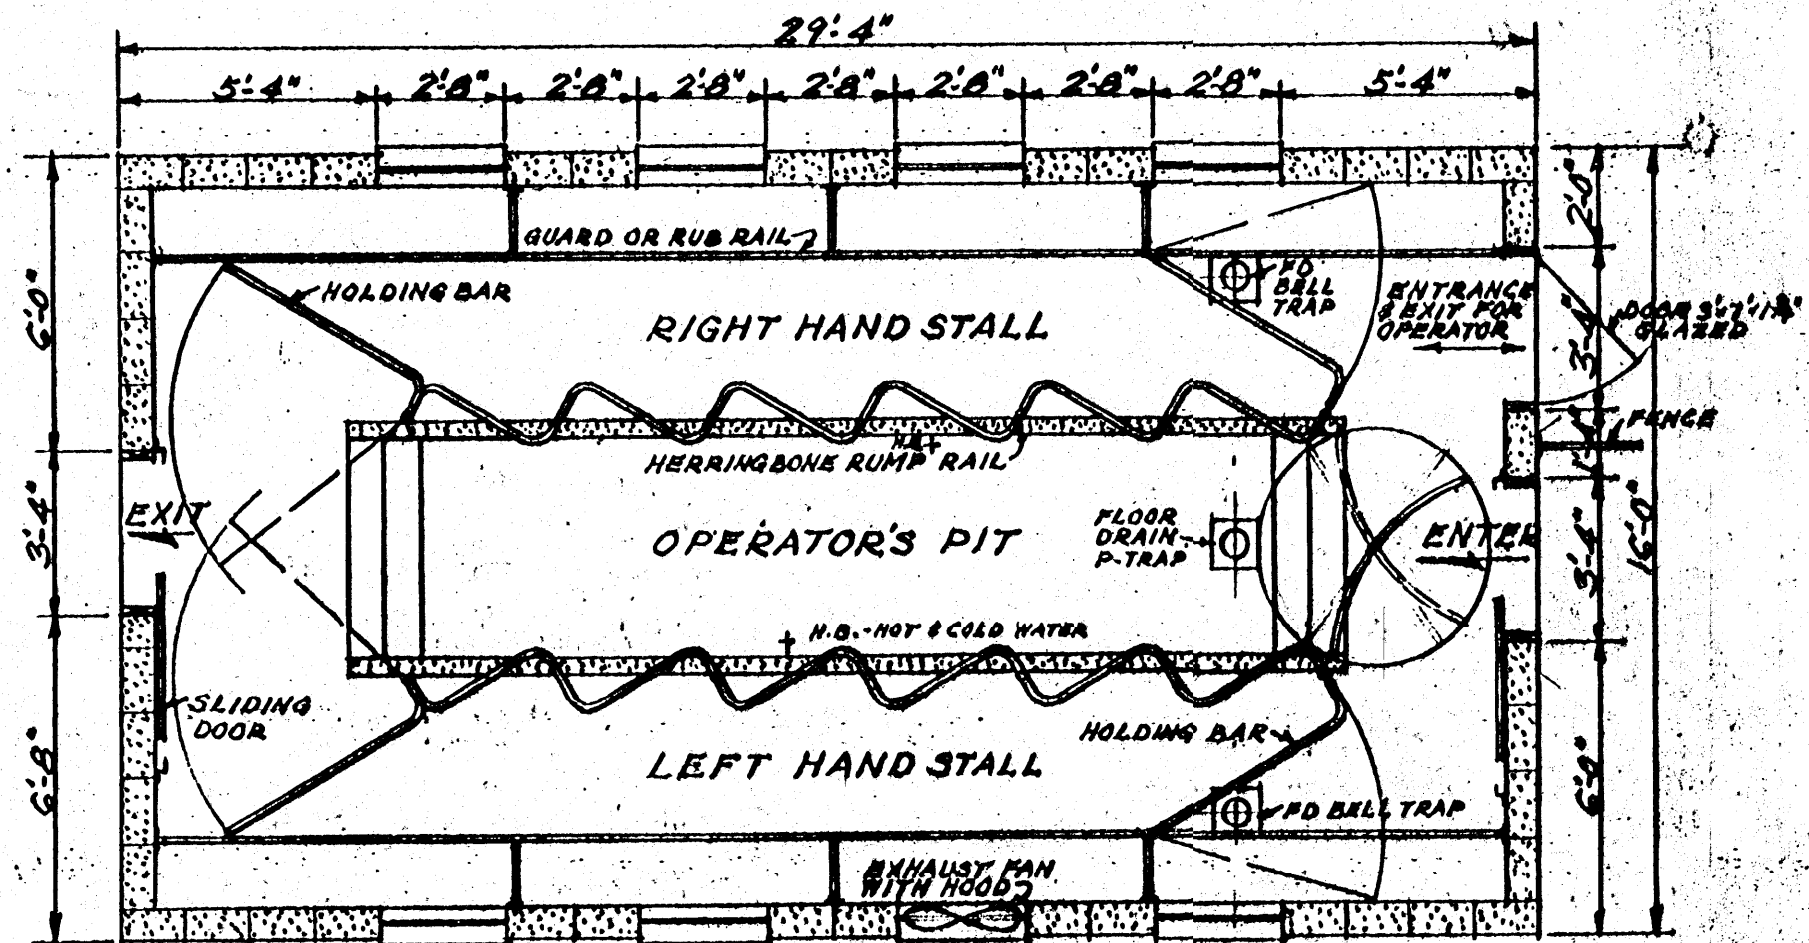 29'-4"
5'-4" 2'-8" 2'-8" 2'-8" 2'-8" 2'-8" 2'-8" 2'-8" 5'-4"
GUARD OR RUB RAIL
HOLDING BAR
RIGHT HAND STALL
FD
BELL
TRAP
ENTRANCE
& EXIT FOR
OPERATOR
GLAZED
DOOR
FENCE
HERRINGBONE RUMP RAIL
EXIT
OPERATOR'S PIT
FLOOR
DRAIN
P-TRAP
ENTER
H.B.-HOT & COLD WATER
SLIDING
DOOR
LEFT HAND STALL
HOLDING BAR
FD BELL TRAP
EXHAUST FAN
WITH HOOD
6'-0"
3'-4"
6'-8"
2'-0"
3'-4"
3'-4"
16'-0"